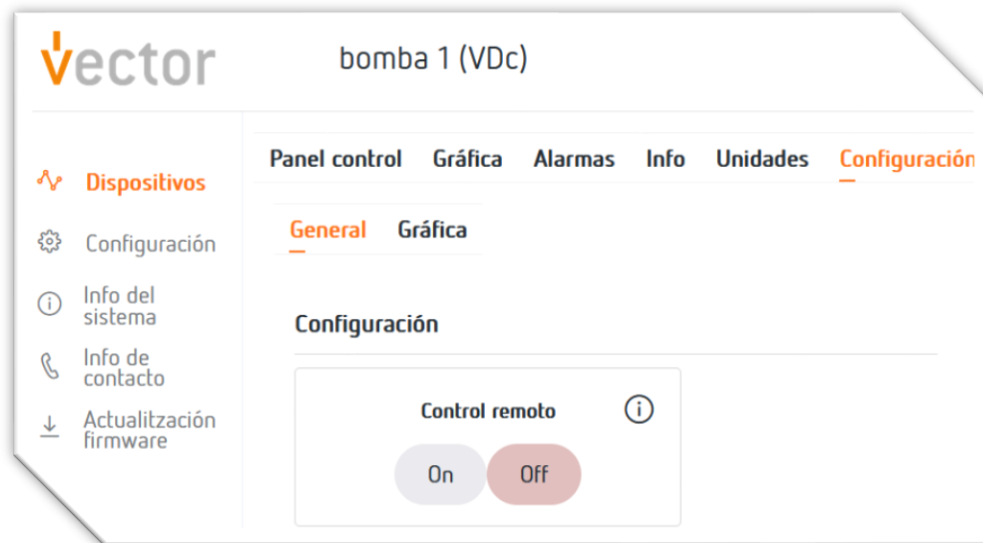 vector
bomba 1 (VDc)
Panel control Gráfica Alarmas Info Unidades Configuración
Dispositivos
Configuración
Info del
sistema
Info de
contacto
Actualitzación
firmware
General Gráfica
Configuración
Control remoto
On Off